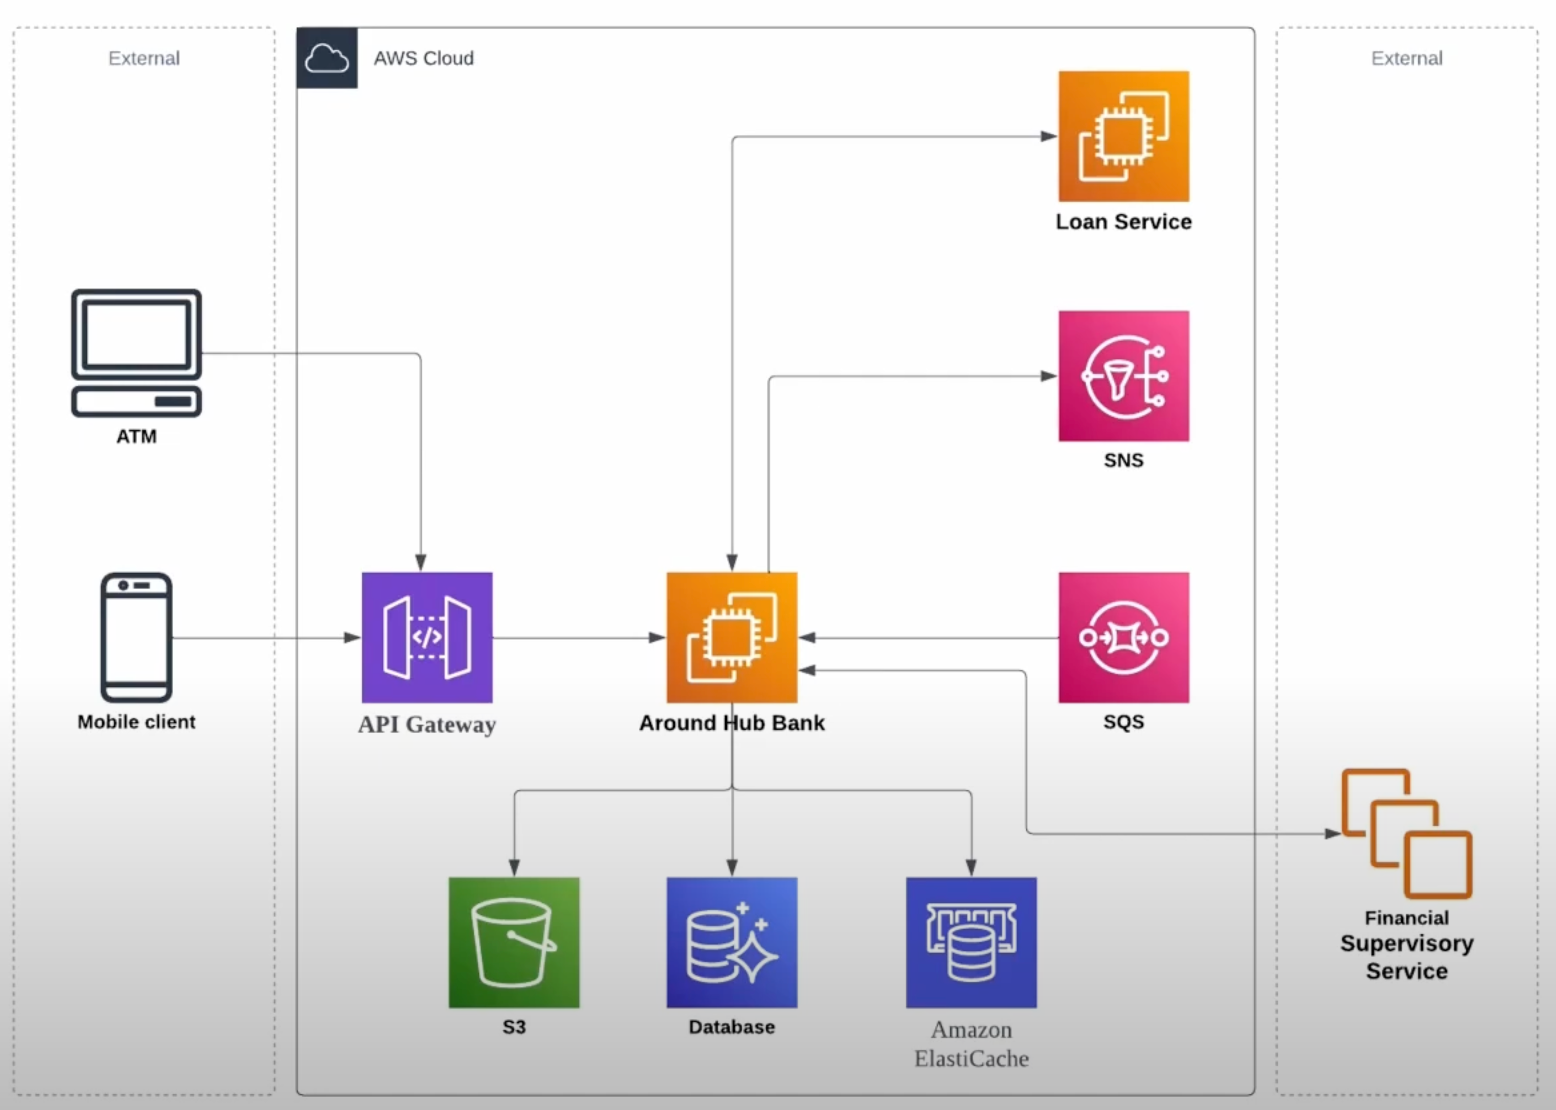 External
AWS Cloud
External
Loan Service
ATM
SNS
Mobile client
API Gateway
</>
Around Hub Bank
SQS
Financial
Supervisory
Service
S3
Database
Amazon
ElastiCache